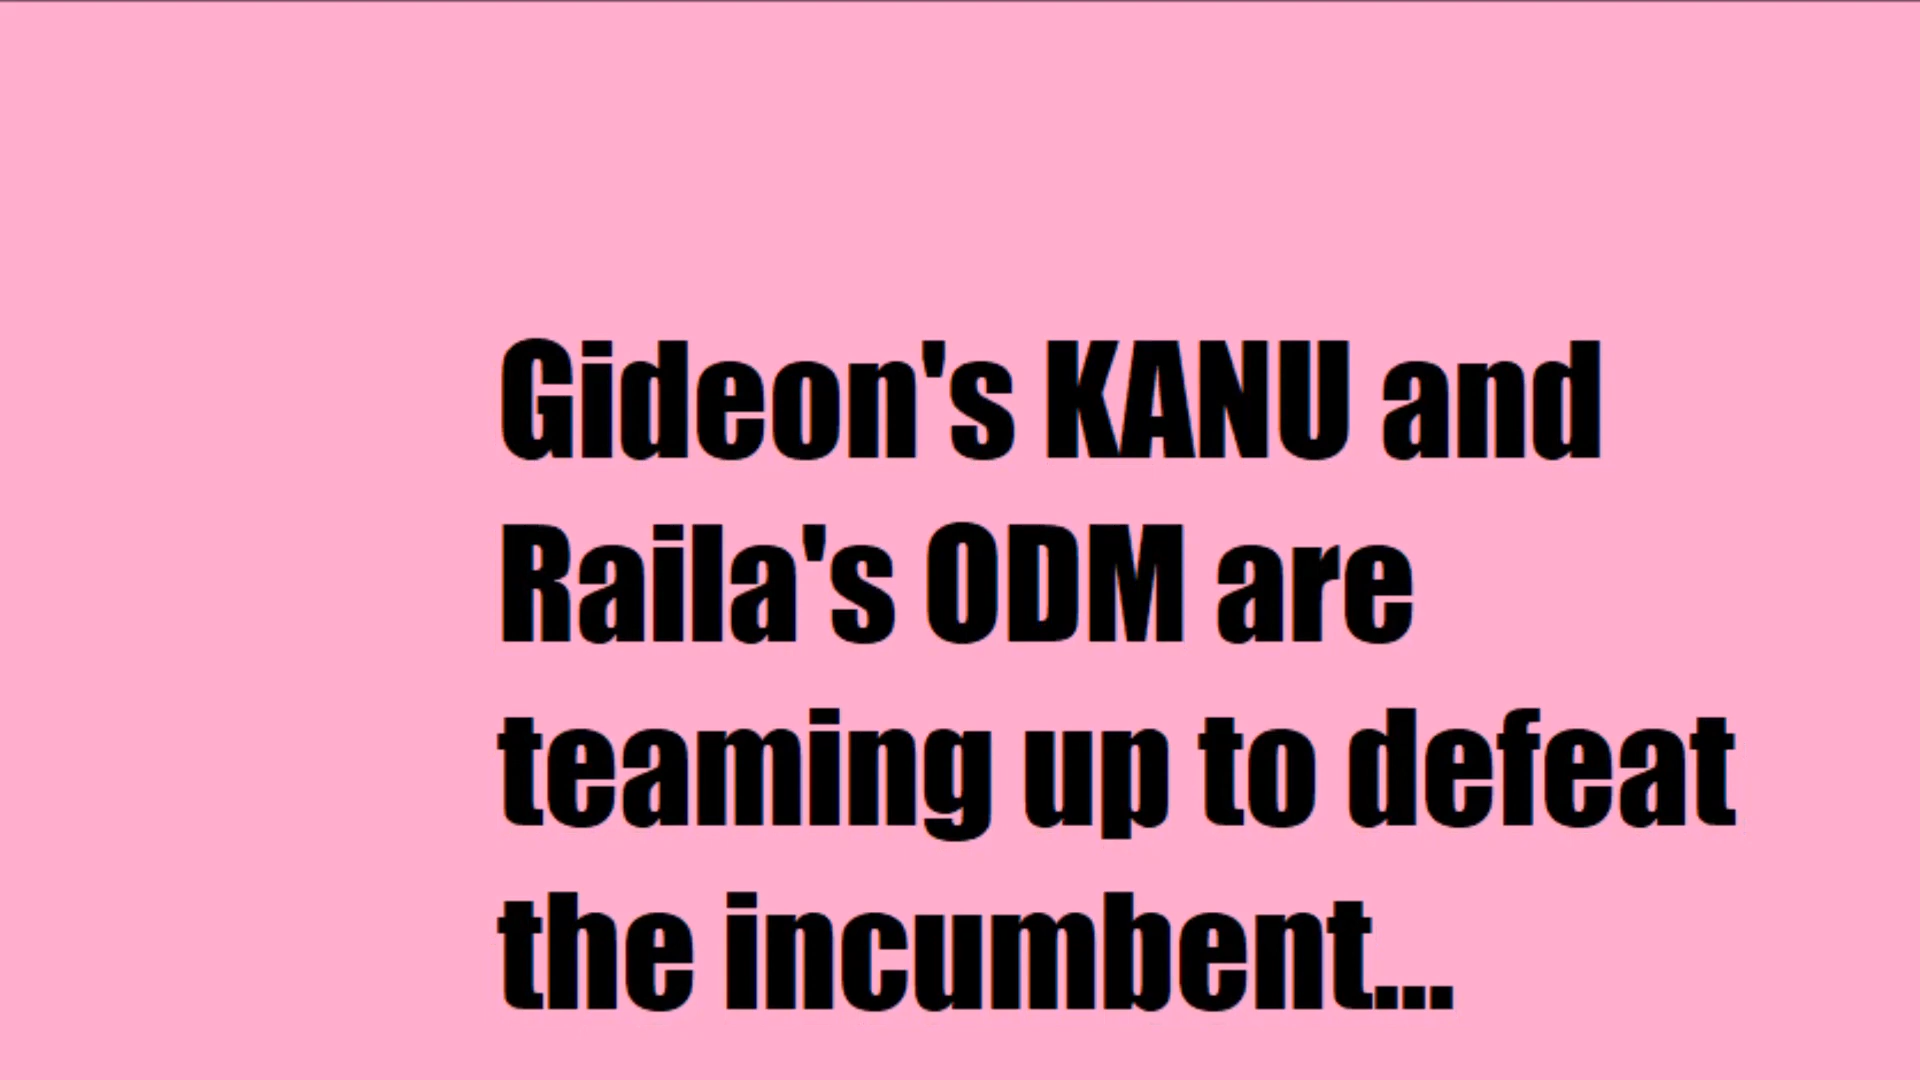 Gideon's KANU and
Raila's ODM are
teaming up to defeat
the incumbent...